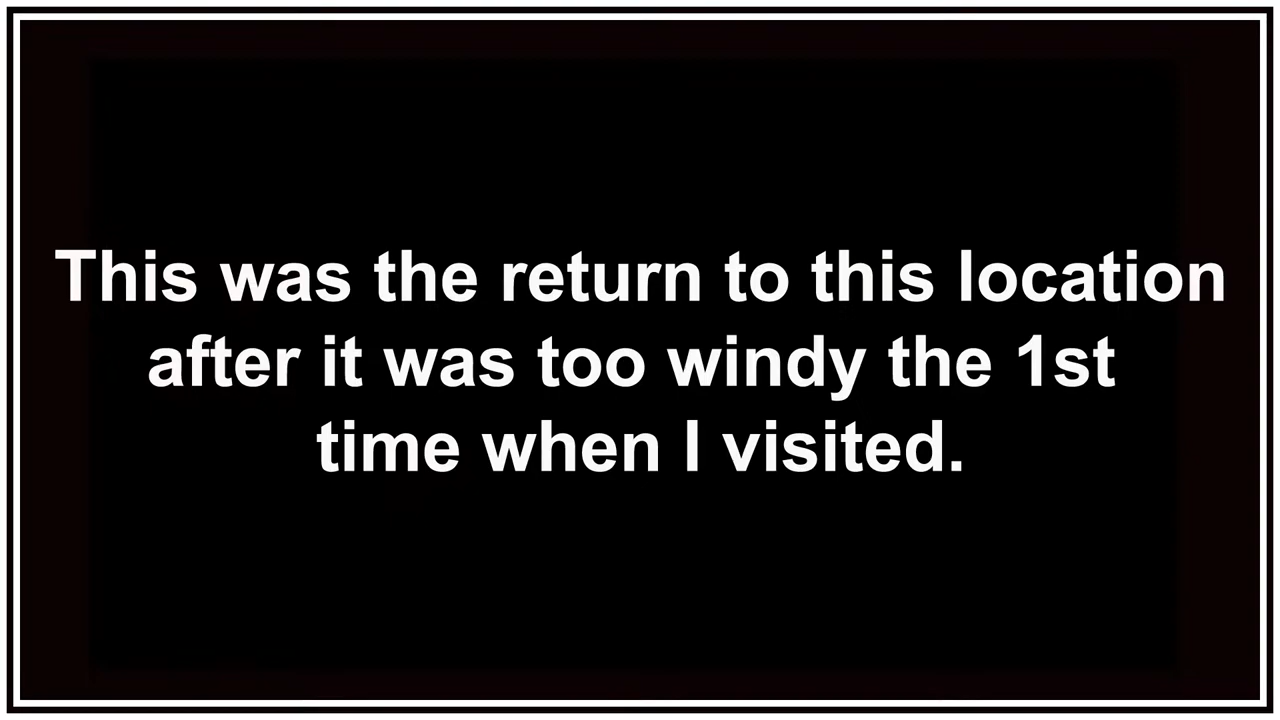 This was the return to this location
after it was too windy the 1st
time when I visited.